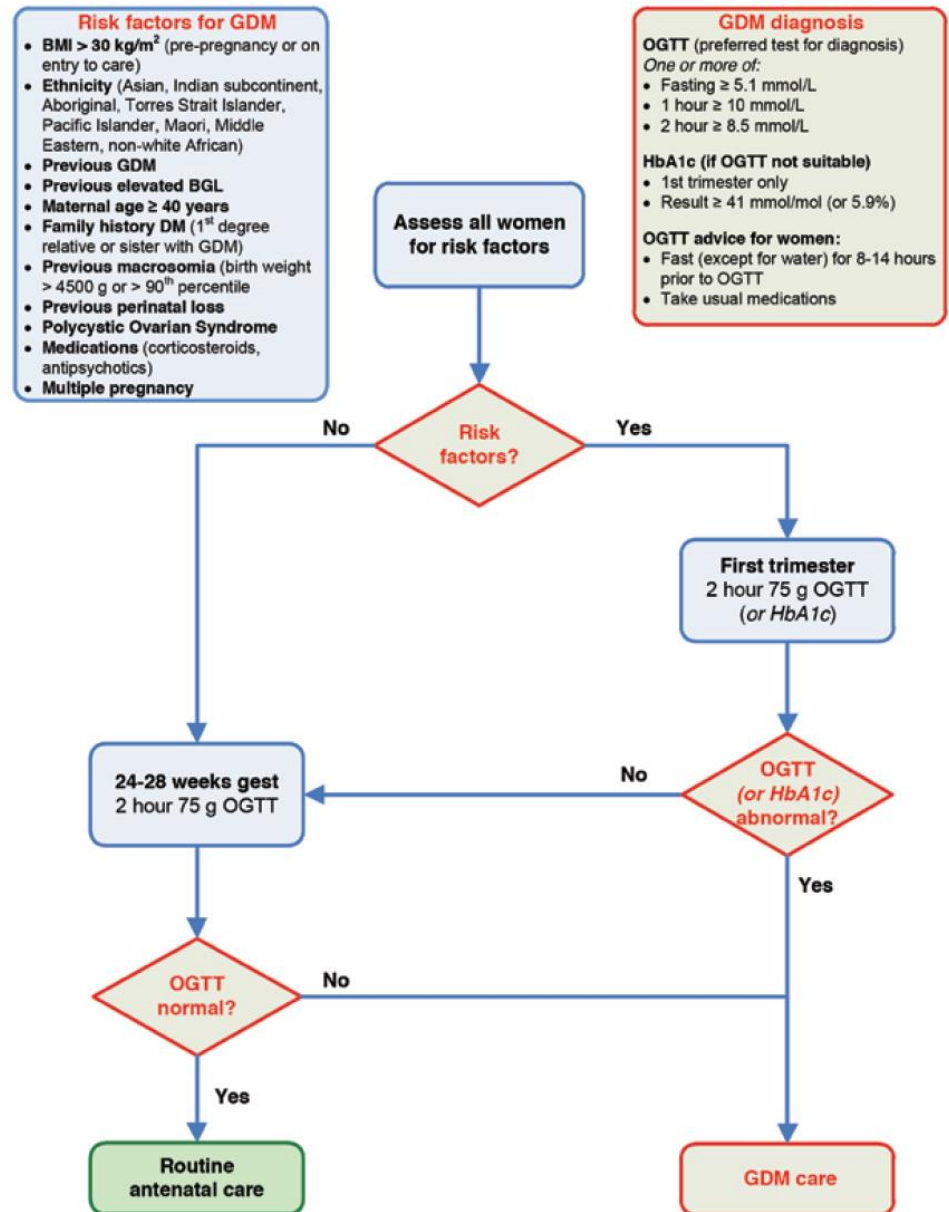 Risk factors for GDM
• BMI > 30 kg/m² (pre-pregnancy or on
entry to care)
• Ethnicity (Asian, Indian subcontinent,
Aboriginal, Torres Strait Islander,
Pacific Islander, Maori, Middle
Eastern, non-white African)
• Previous GDM
• Previous elevated BGL
• Maternal age ≥ 40 years
• Family history DM (1st degree
relative or sister with GDM)
• Previous macrosomia (birth weight
> 4500 g or > 90th percentile
• Previous perinatal loss
• Polycystic Ovarian Syndrome
• Medications (corticosteroids,
antipsychotics)
• Multiple pregnancy
GDM diagnosis
OGTT (preferred test for diagnosis)
One or more of:
• Fasting ≥ 5.1 mmol/L
• 1 hour ≥ 10 mmol/L
• 2 hour ≥ 8.5 mmol/L
HbA1c (if OGTT not suitable)
• 1st trimester only
• Result ≥ 41 mmol/mol (or 5.9%)
OGTT advice for women:
• Fast (except for water) for 8-14 hours
prior to OGTT
• Take usual medications
Assess all women
for risk factors
Risk
factors?
No
Yes
First trimester
2 hour 75 g OGTT
(or HbA1c)
OGTT
(or HbA1c)
abnormal?
No
Yes
24-28 weeks gest
2 hour 75 g OGTT
OGTT
normal?
No
Yes
Routine
antenatal care
GDM care